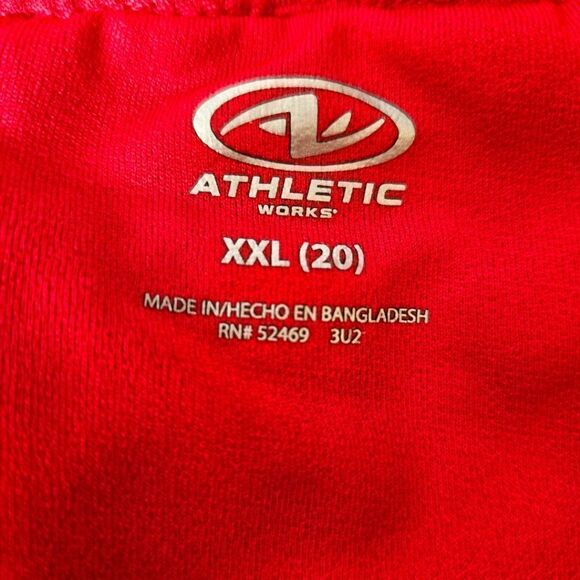 ATHLETIC
WORKS®
XXL (20)
MADE IN/HECHO EN BANGLADESH
RN# 52469 3U2